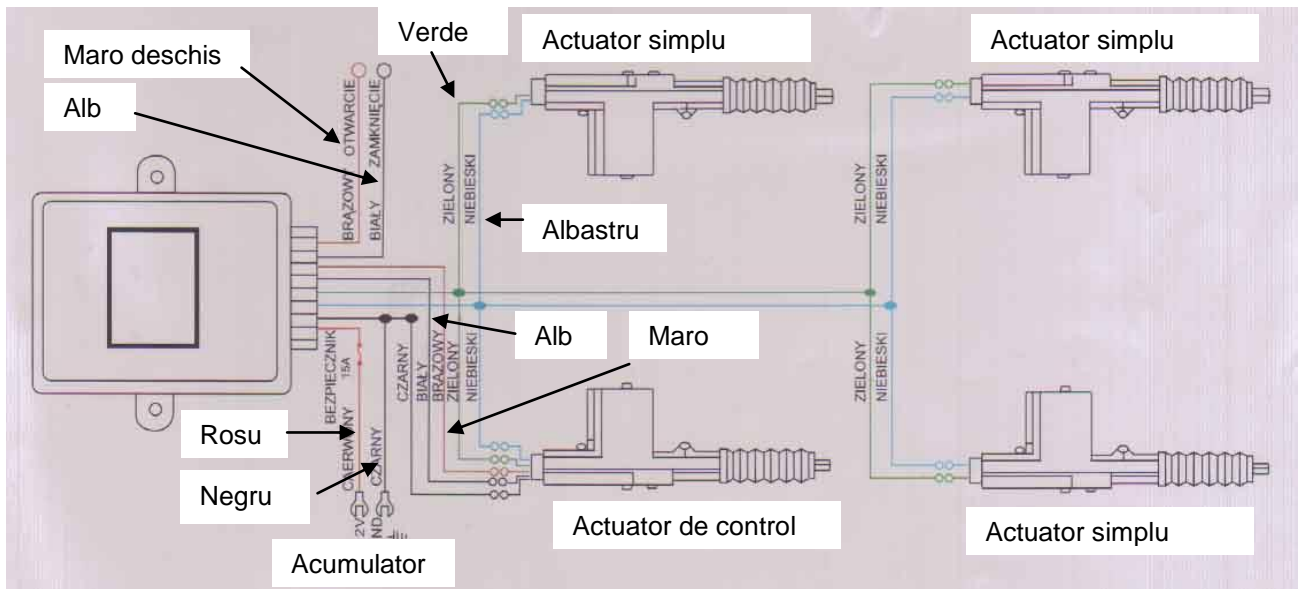 Maro deschis
Alb
Verde
Actuator simplu
Actuator simplu
BRĄZOWY OTWARCIE
BIAŁY ZAMKNIĘCIE
ZIELONY
NIEBIESKI
ZIELONY
NIEBIESKI
Albastru
Alb
Maro
BEZPIECZNIK
15A
CZARNY
BIAŁY
BRĄZOWY
ZIELONY
NIEBIESKI
ZIELONY
NIEBIESKI
Rosu
Negru
CZERWONY
CZARNY
Actuator de control
Actuator simplu
Acumulator